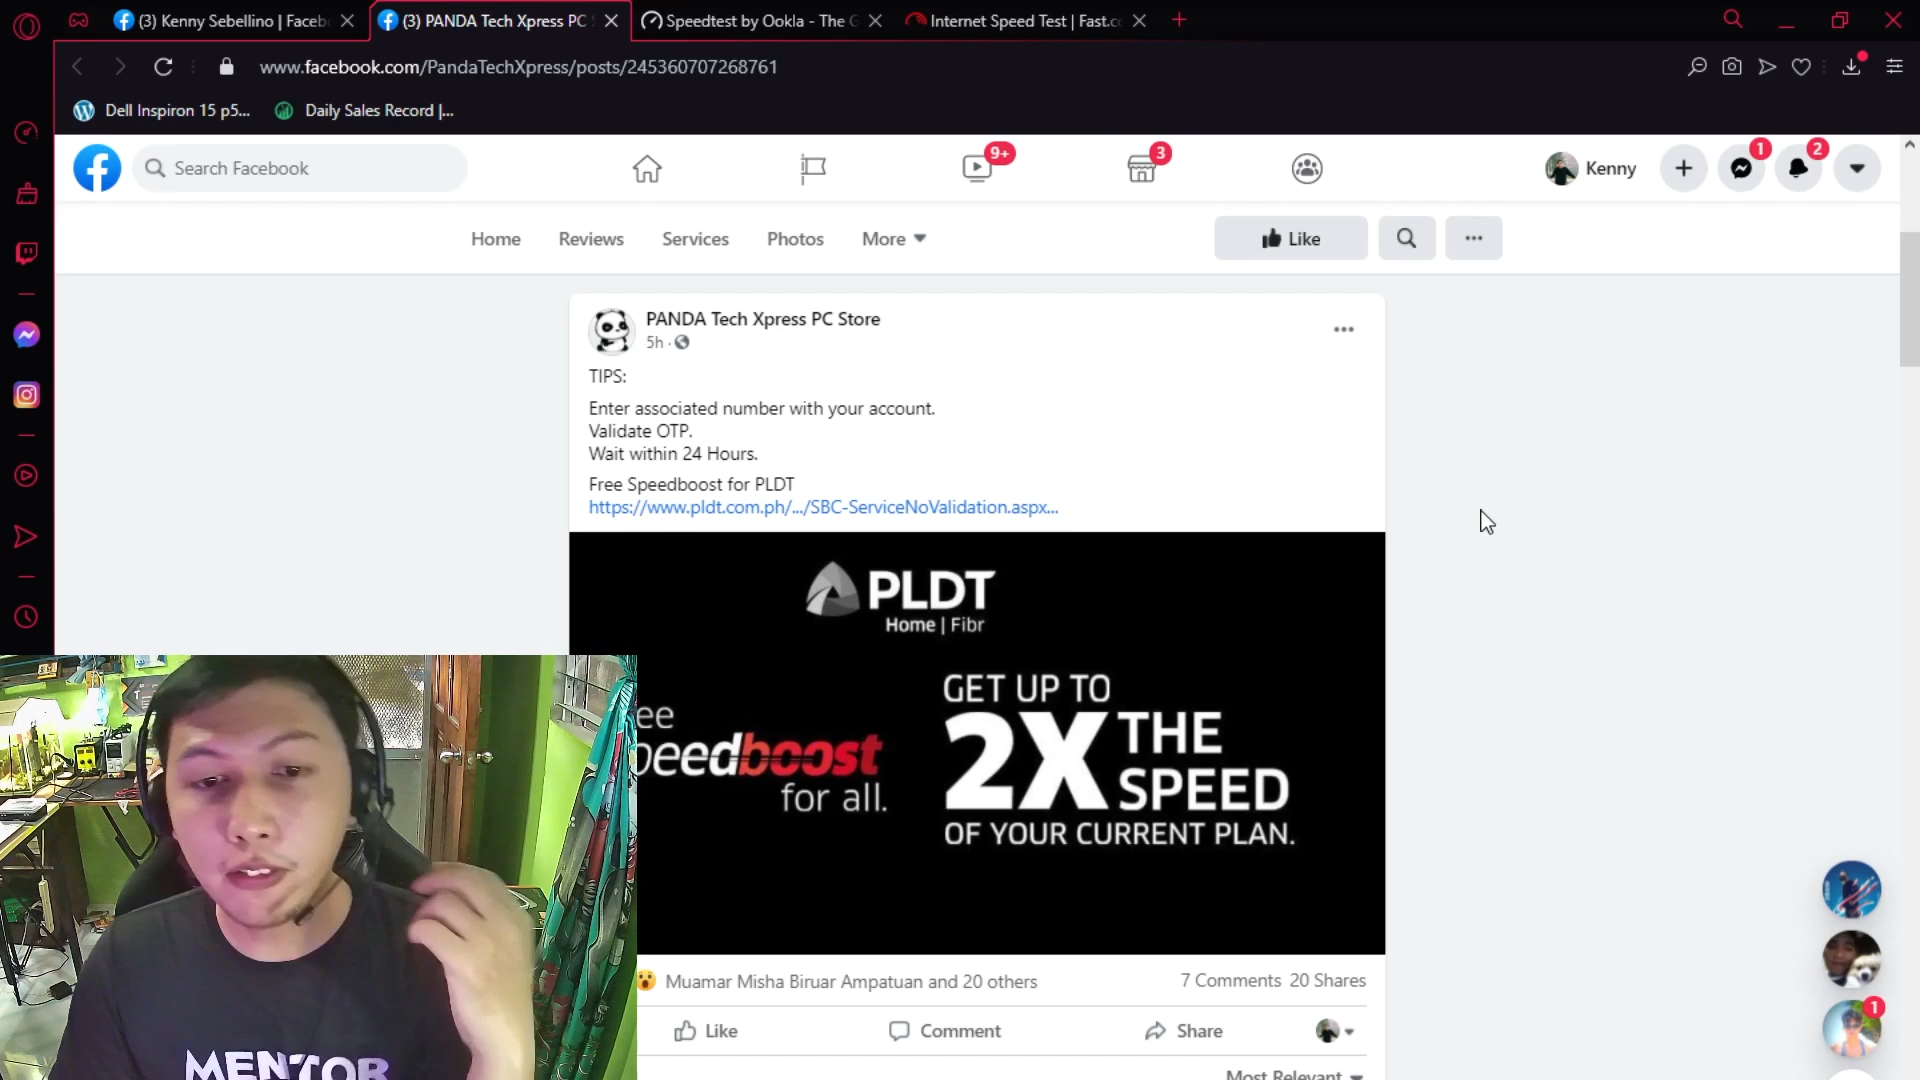 (3) Kenny Sebellino | Faceb
(3) PANDA Tech Xpress PC S
Speedtest by Ookla - The G
Internet Speed Test | Fast.co
www.facebook.com/PandaTechXpress/posts/245360707268761
Dell Inspiron 15 p5...
Daily Sales Record |...
Search Facebook
9+
3
Kenny
1
2
Home
Reviews
Services
Photos
More
Like
PANDA Tech Xpress PC Store
5h ·
TIPS:
Enter associated number with your account.
Validate OTP.
Wait within 24 Hours.
Free Speedboost for PLDT
https://www.pldt.com.ph/.../SBC-ServiceNoValidation.aspx...
PLDT
Home | Fibr
ee
peedboost
for all.
GET UP TO
2X THE SPEED
OF YOUR CURRENT PLAN.
Muamar Misha Biruar Ampatuan and 20 others
7 Comments 20 Shares
Like
Comment
Share
Most Relevant
1
MENTOR